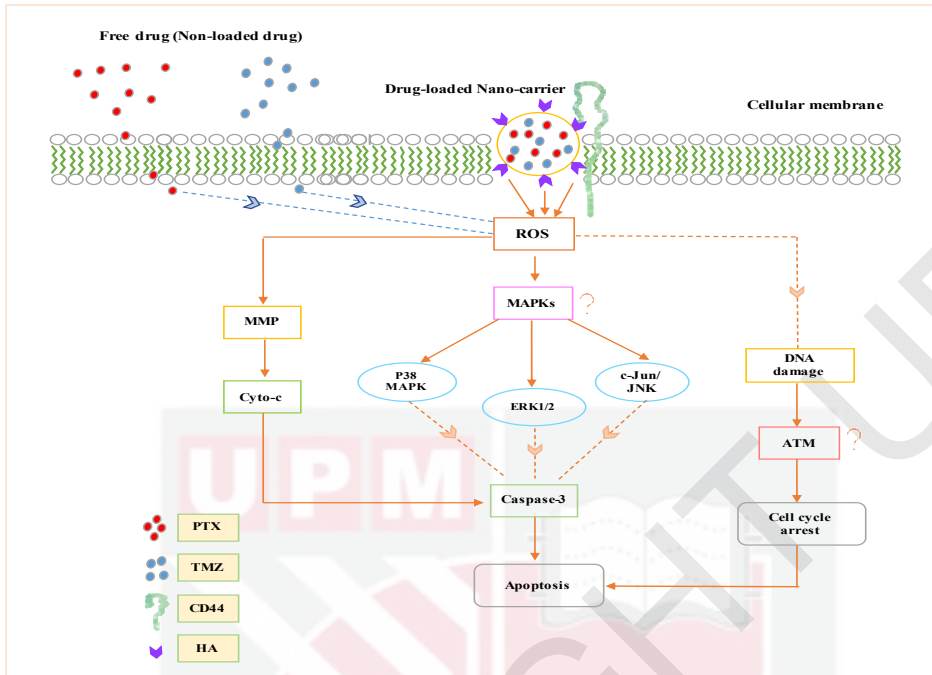 Free drug (Non-loaded drug)
Drug-loaded Nano-carrier
Cellular membrane
ROS
MAPKs ?
MMP
DNA
damage
P38
MAPK
c-Jun/
JNK
Cyto-c
ERK1/2
ATM ?
UPM
Caspase-3
PTX
Cell cycle
arrest
TMZ
Apoptosis
CD44
HA